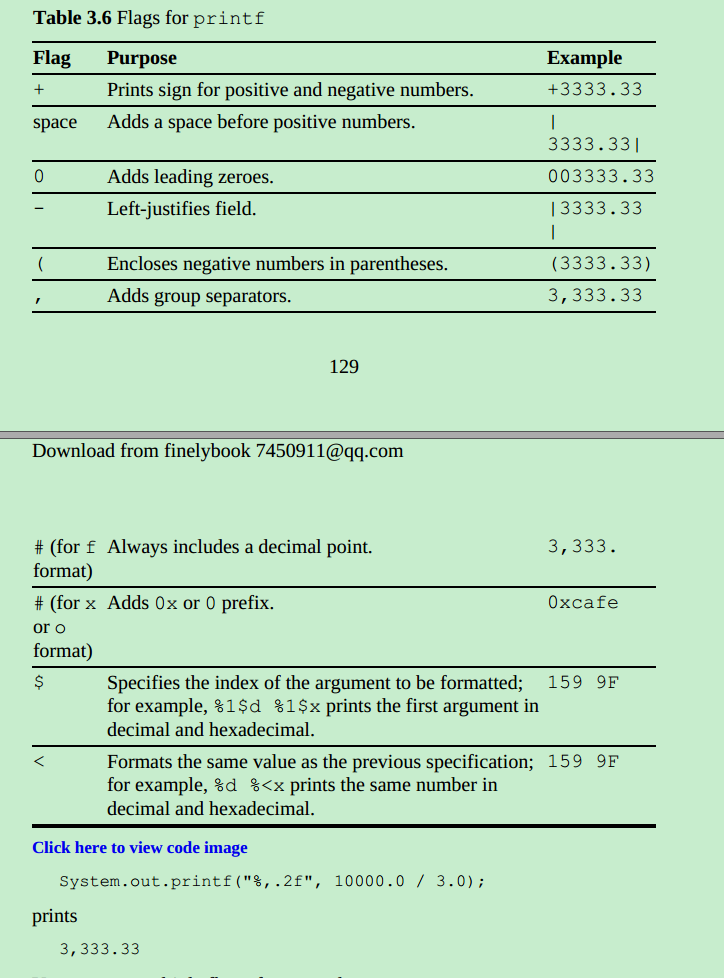 Table 3.6 Flags for printf
Flag Purpose Example
+ Prints sign for positive and negative numbers. +3333.33
space Adds a space before positive numbers. |
3333.33|
0 Adds leading zeroes. 003333.33
- Left-justifies field. |3333.33
|
( Encloses negative numbers in parentheses. (3333.33)
, Adds group separators. 3,333.33
129
Download from finelybook 7450911@qq.com
# (for f Always includes a decimal point. 3,333.
format)
# (for x Adds 0x or 0 prefix. 0xcafe
or o
format)
$ Specifies the index of the argument to be formatted; 159 9F
for example, %1$d %1$x prints the first argument in
decimal and hexadecimal.
< Formats the same value as the previous specification; 159 9F
for example, %d %<x prints the same number in
decimal and hexadecimal.
Click here to view code image
System.out.printf("%,.2f", 10000.0 / 3.0);
prints
3,333.33